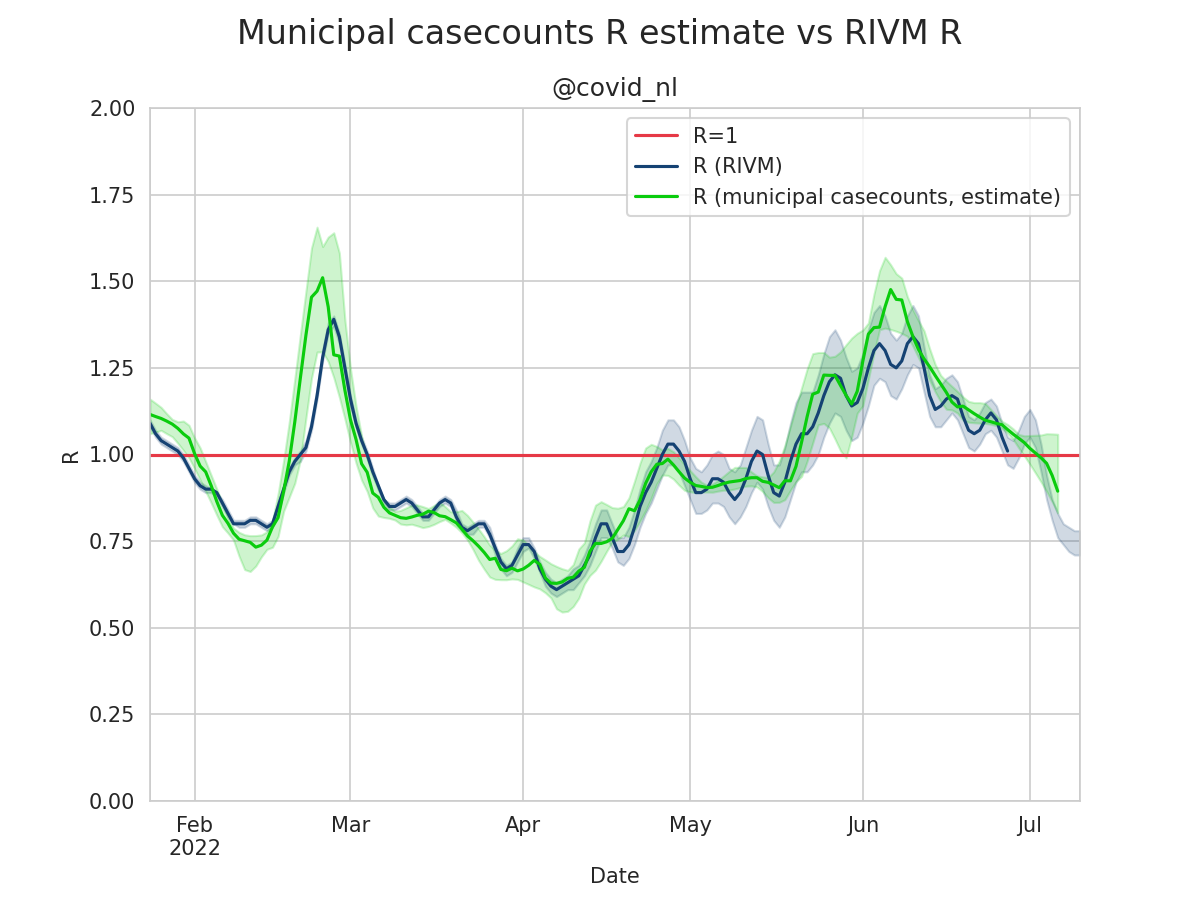 Municipal casecounts R estimate vs RIVM R
@covid_nl
R=1
R (RIVM)
R (municipal casecounts, estimate)
2.00
1.75
1.50
1.25
1.00
0.75
0.50
0.25
0.00
R
Feb
2022
Mar
Apr
May
Jun
Jul
Date